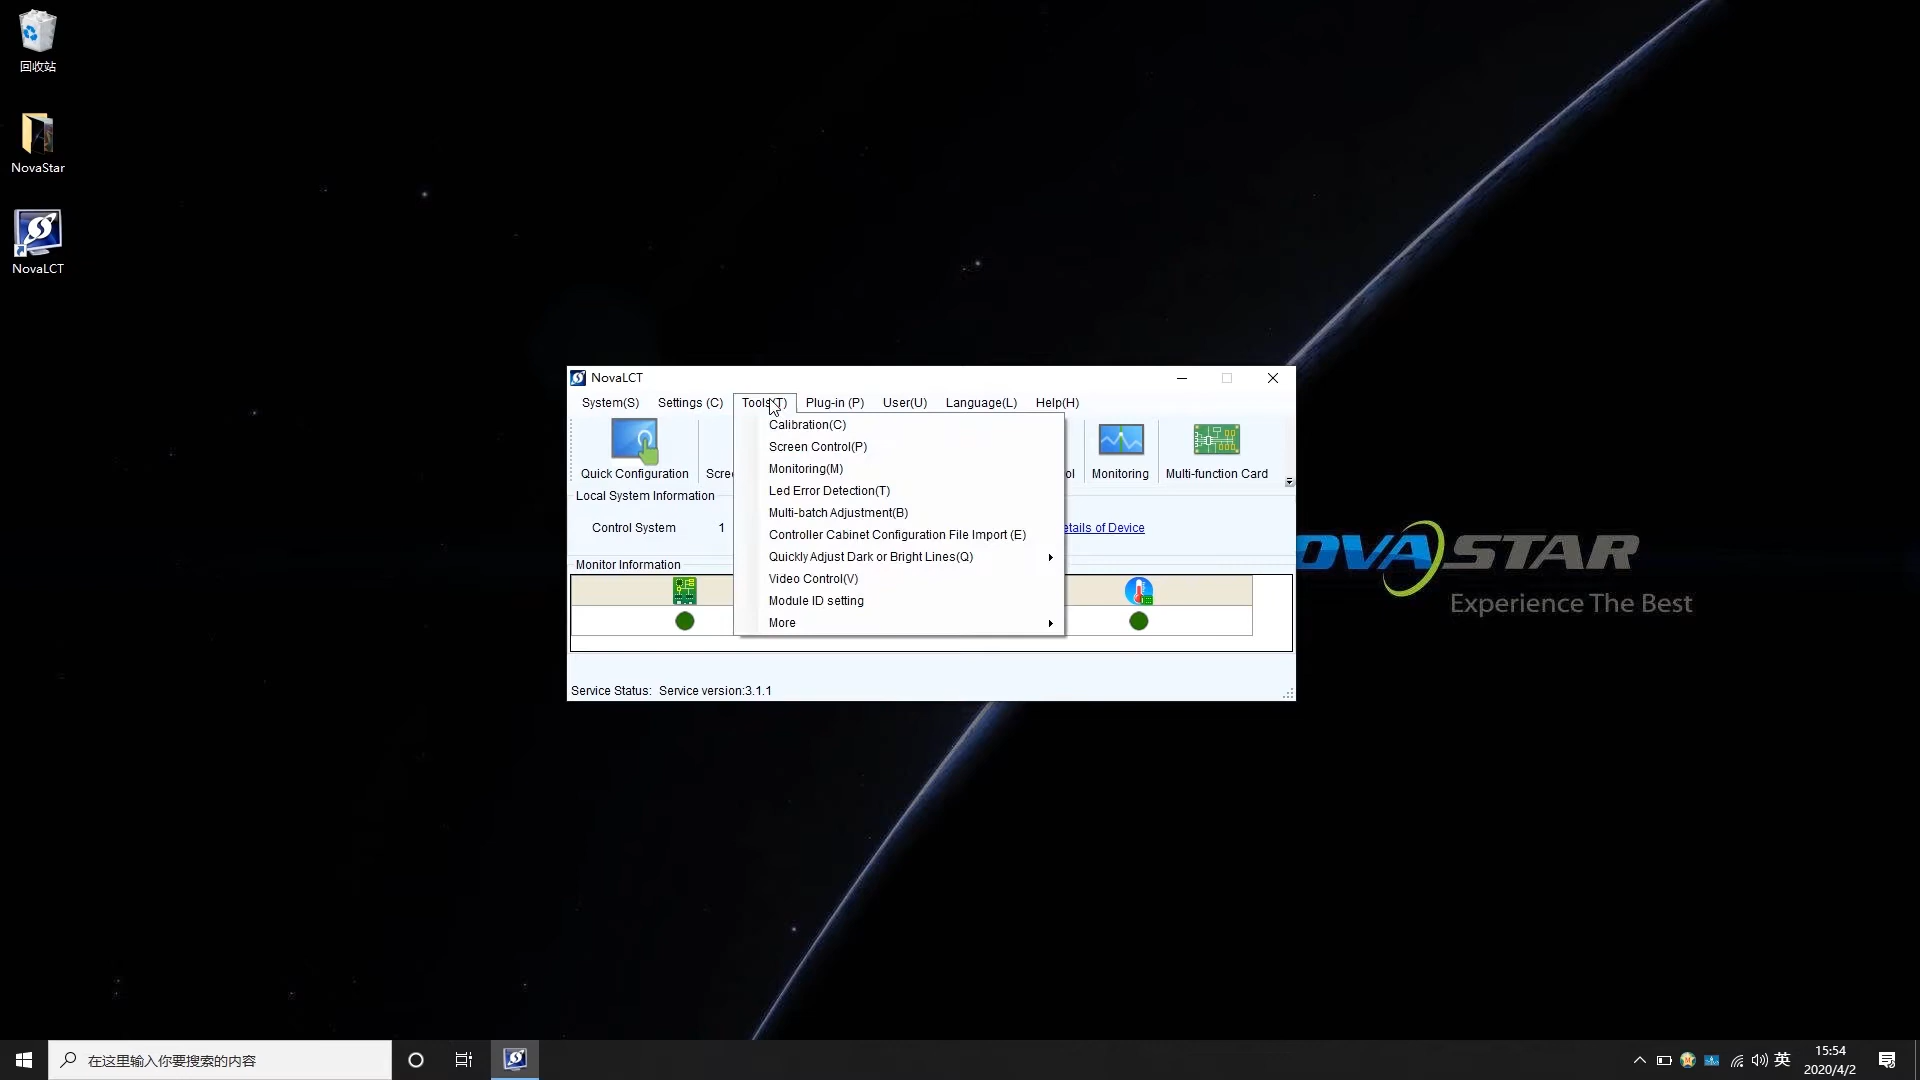 回收站
NovaStar
NovaLCT
NovaLCT
System(S) Settings (C) Tools(T) Plug-in (P) User(U) Language(L) Help(H)
Calibration(C)
Screen Control(P)
Monitoring(M)
Led Error Detection(T)
Multi-batch Adjustment(B)
Controller Cabinet Configuration File Import (E)
Quickly Adjust Dark or Bright Lines(Q)
Video Control(V)
Module ID setting
More
Quick Configuration
Monitoring
Multi-function Card
Local System Information
Control System 1
etails of Device
Monitor Information
Service Status: Service version:3.1.1
OVASTAR
Experience The Best
在这里输入你要搜索的内容
英
15:54
2020/4/2